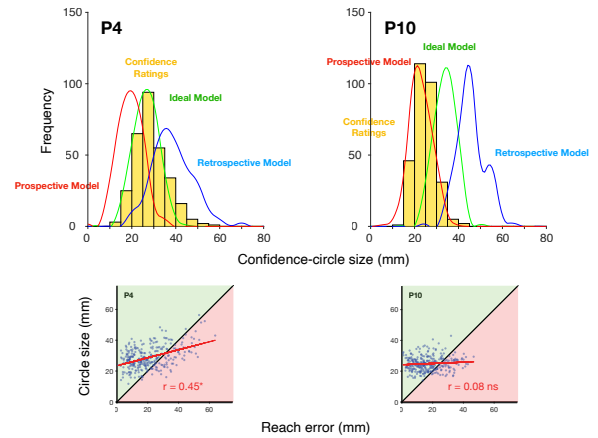 P4
P10
150
100
50
0
Frequency
Confidence
Ratings
Ideal Model
Prospective Model
Retrospective Model
0 20 40 60 80
150
100
50
0
Prospective Model
Ideal Model
Confidence
Ratings
Retrospective Model
0 20 40 60 80
Confidence-circle size (mm)
Circle size (mm)
60
40
20
0
P4
r = 0.45*
0 20 40 60
60
40
20
0
P10
r = 0.08 ns
0 20 40 60
Reach error (mm)